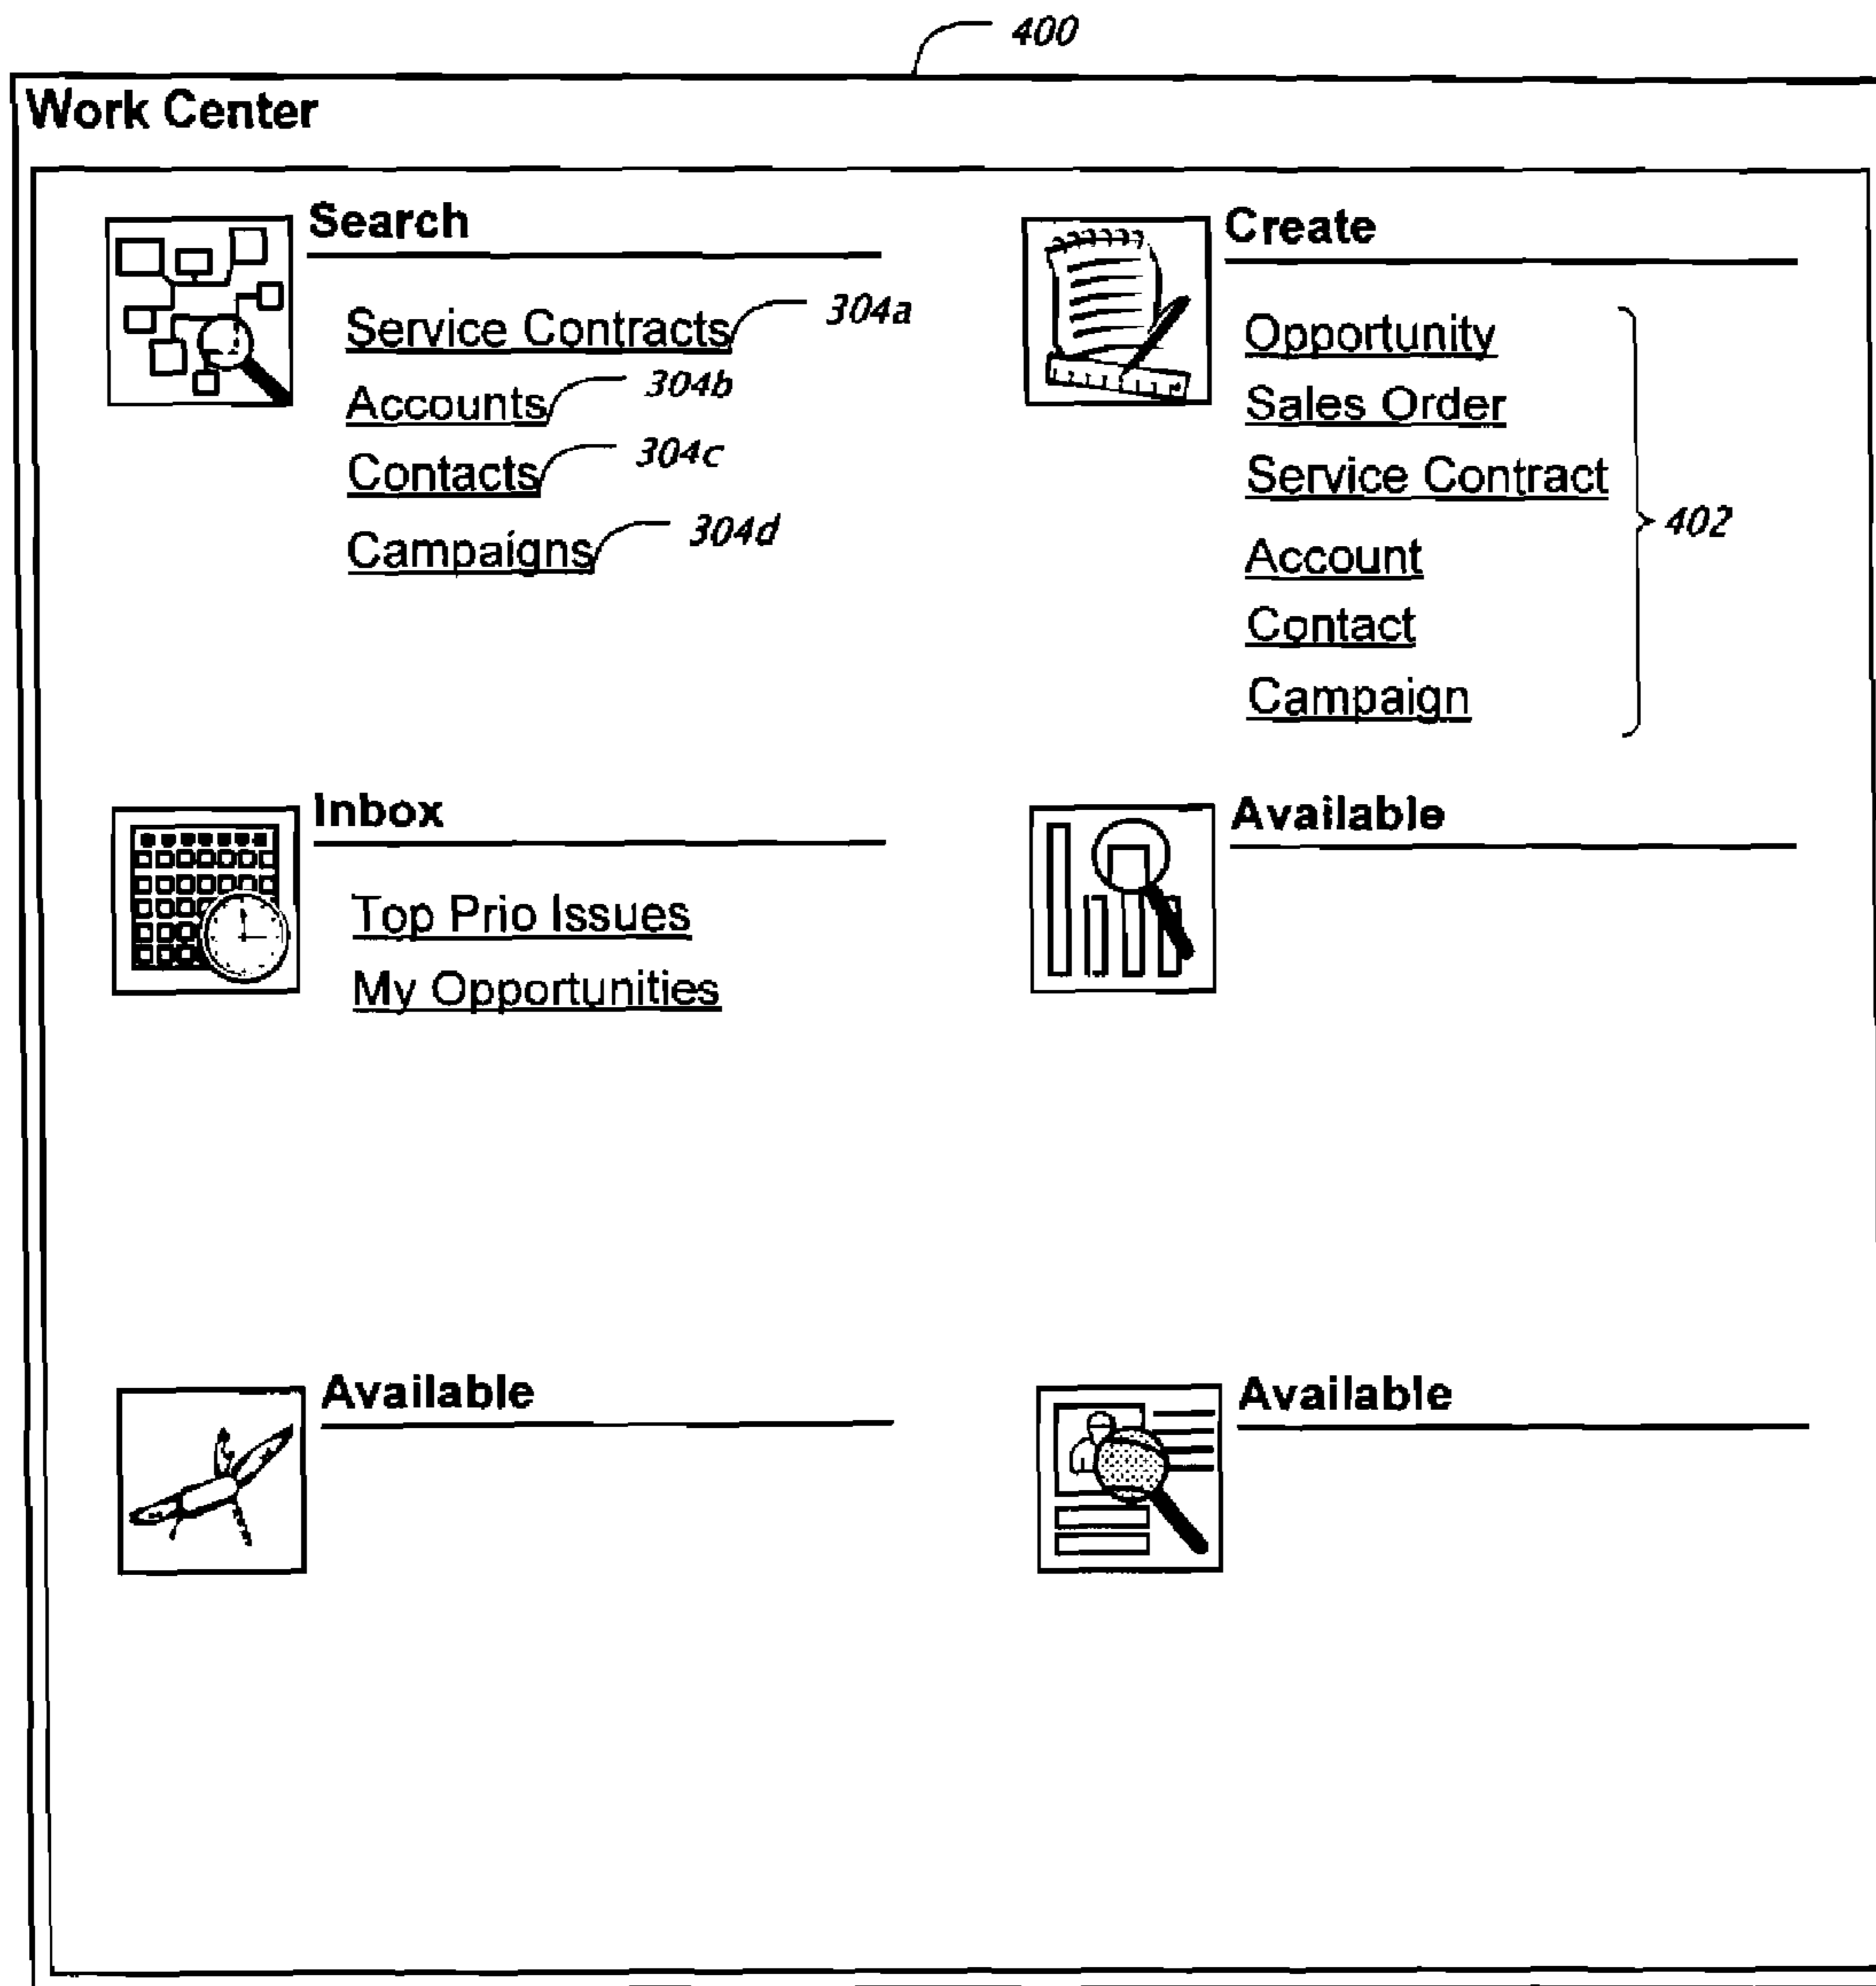 400
Work Center
Search
Service Contracts 304a
Accounts 304b
Contacts 304c
Campaigns 304d
Create
Opportunity
Sales Order
Service Contract
402
Account
Contact
Campaign
Inbox
Top Prio Issues
My Opportunities
Available
Available
Available